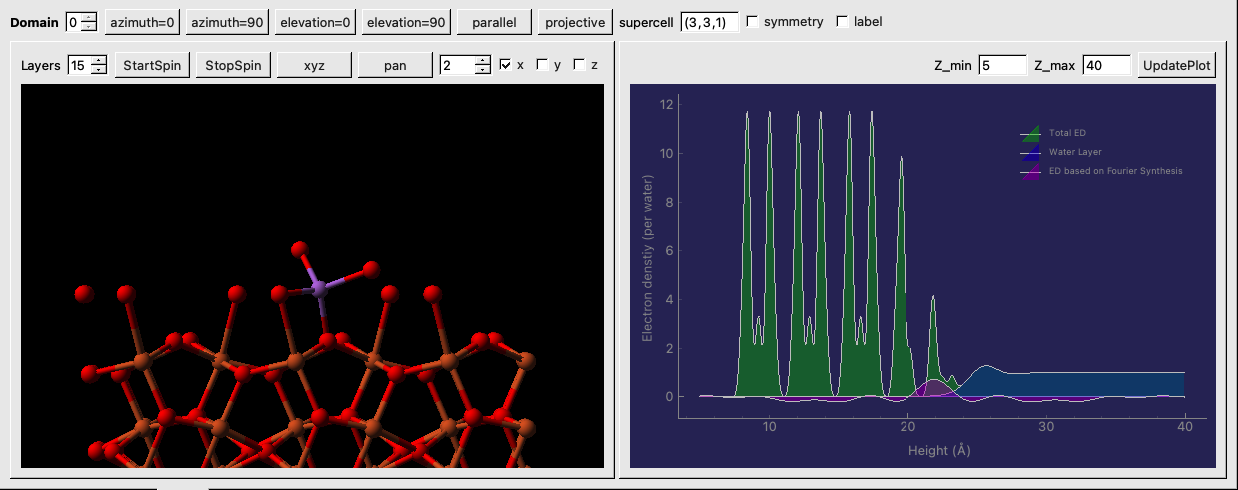 Domain 0 azimuth=0 azimuth=90 elevation=0 elevation=90 parallel projective supercell (3,3,1) symmetry label
Layers 15 StartSpin StopSpin xyz pan 2 x y z
Z_min 5 Z_max 40 UpdatePlot
12
10
8
6
4
2
0
Electron denstiy (per water)
Total ED
Water Layer
ED based on Fourier Synthesis
10 20 30 40
Height (Å)